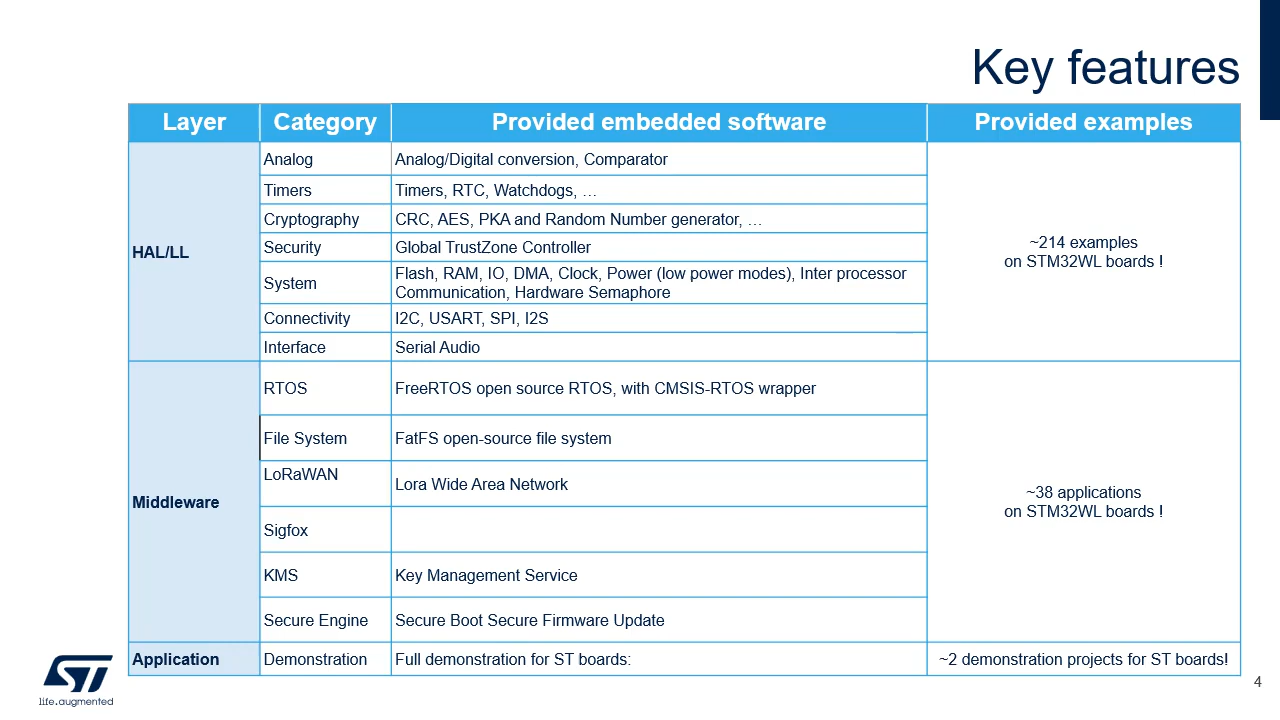 Key features
Layer
Category
Provided embedded software
Provided examples
HAL/LL
Analog
Analog/Digital conversion, Comparator
Timers
Timers, RTC, Watchdogs, …
Cryptography
CRC, AES, PKA and Random Number generator, …
Security
Global TrustZone Controller
System
Flash, RAM, IO, DMA, Clock, Power (low power modes), Inter processor
Communication, Hardware Semaphore
Connectivity
I2C, USART, SPI, I2S
Interface
Serial Audio
~214 examples
on STM32WL boards !
Middleware
RTOS
FreeRTOS open source RTOS, with CMSIS-RTOS wrapper
File System
FatFS open-source file system
LoRaWAN
Lora Wide Area Network
Sigfox
KMS
Key Management Service
Secure Engine
Secure Boot Secure Firmware Update
~38 applications
on STM32WL boards !
Application
Demonstration
Full demonstration for ST boards:
~2 demonstration projects for ST boards!
ST
life.augmented
4